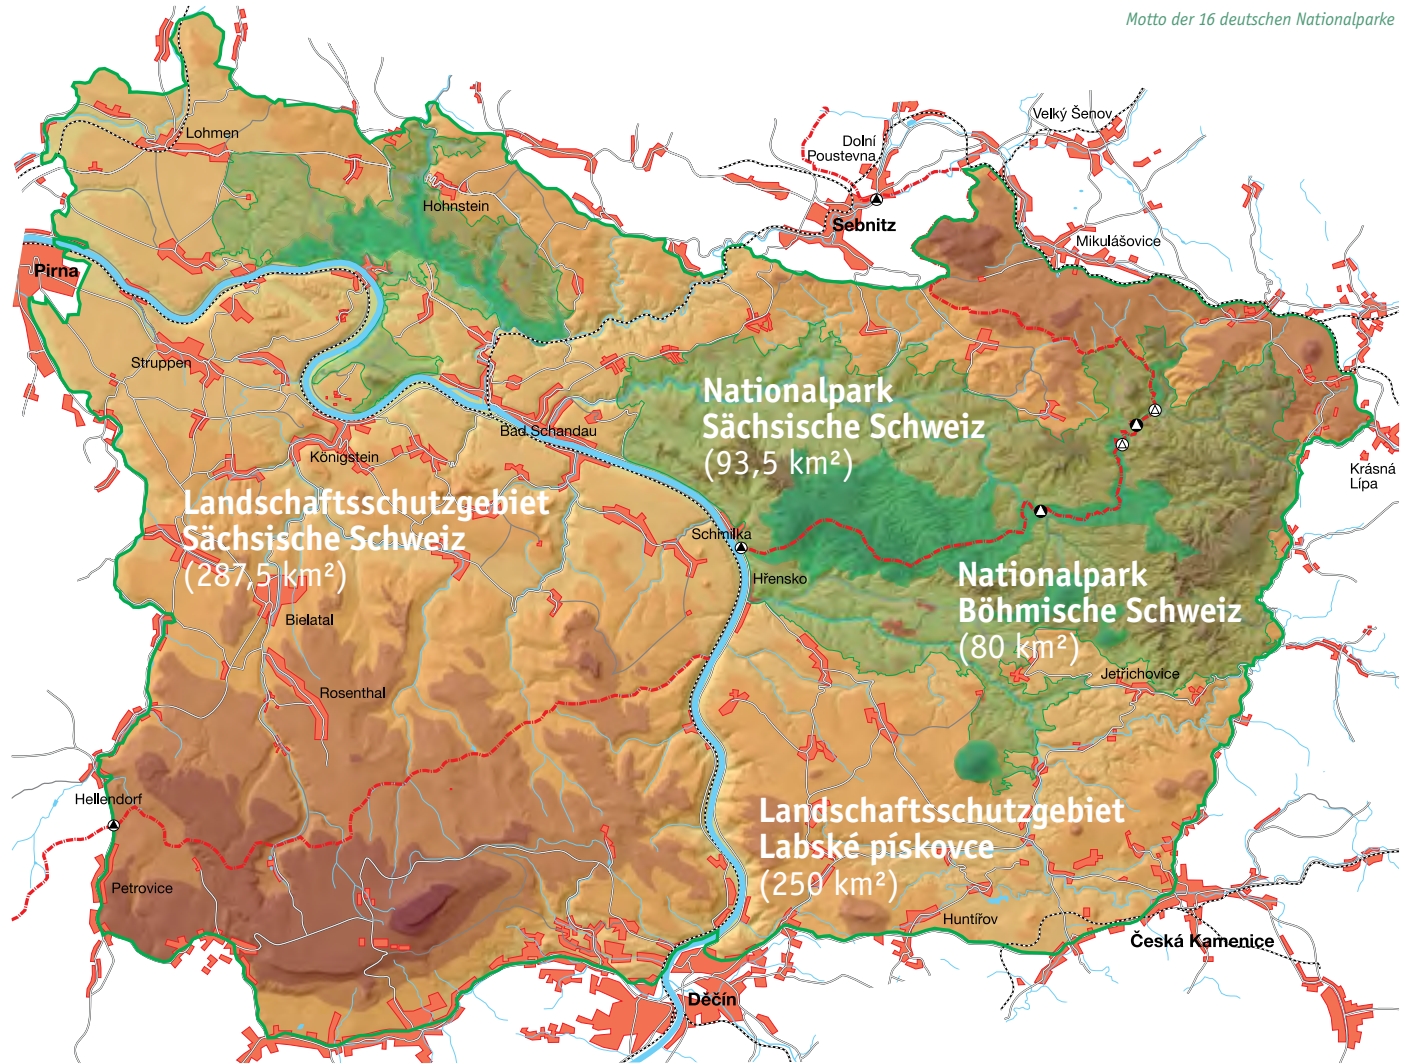 Motto der 16 deutschen Nationalparke
Velký Šenov
Dolní
Poustevna
Lohmen
Hohnstein
Sebnitz
Mikulášovice
Pirna
Struppen
Nationalpark
Sächsische Schweiz
(93,5 km²)
Bad Schandau
Königstein
Krásná
Lípa
Landschaftsschutzgebiet
Sächsische Schweiz
(287,5 km²)
Schmilka
Hřensko
Nationalpark
Böhmische Schweiz
(80 km²)
Bielatal
Jetřichovice
Rosenthal
Hellendorf
Landschaftsschutzgebiet
Labské pískovce
(250 km²)
Petrovice
Huntířov
Česká Kamenice
Děčín